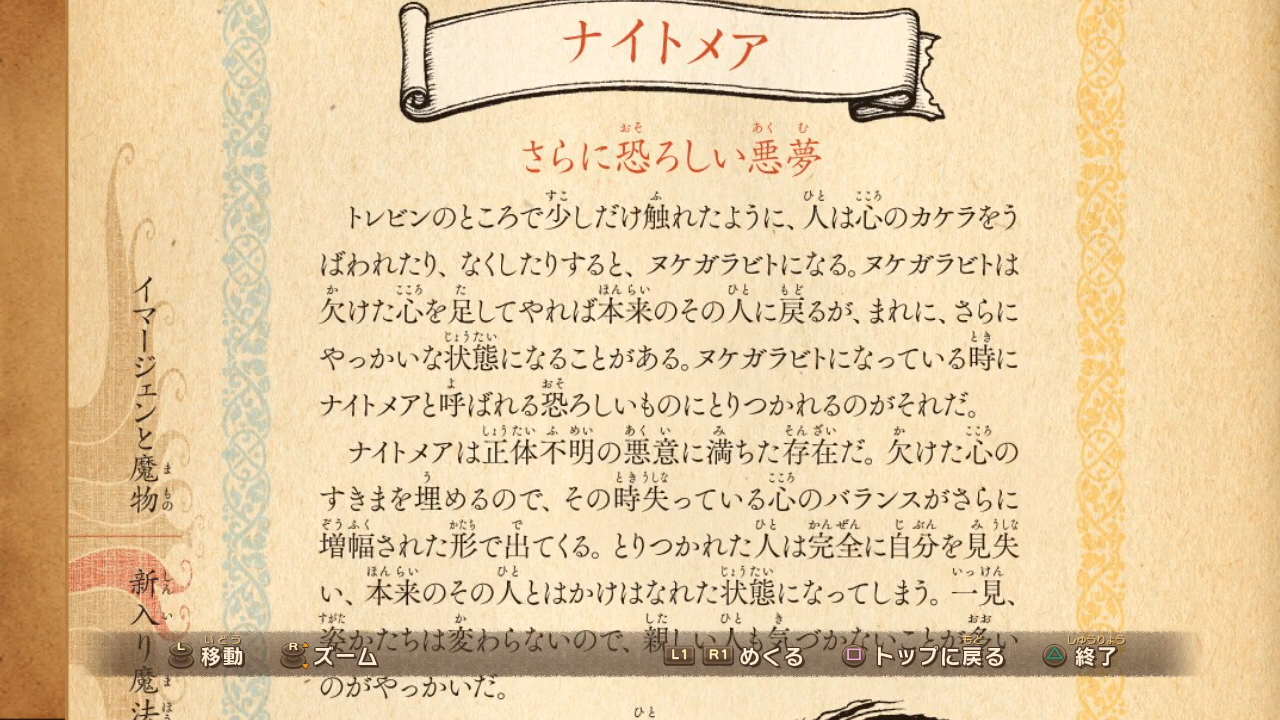 ナイトメア
さらに恐ろしい悪夢
トレビンのところで少しだけ触れたように、人は心のカケラをう
ばわれたり、なくしたりすると、ヌケガラビトになる。ヌケガラビトは
欠けた心を足してやれば本来のその人に戻るが、まれに、さらに
やっかいな状態になることがある。ヌケガラビトになっている時に
ナイトメアと呼ばれる恐ろしいものにとりつかれるのがそれだ。
ナイトメアは正体不明の悪意に満ちた存在だ。欠けた心の
すきまを埋めるので、その時失っている心のバランスがさらに
増幅された形で出てくる。とりつかれた人は完全に自分を見失
い、本来のその人とはかけはなれた状態になってしまう。一見、
姿かたちは変わらないので、親しい人も気づかないことが多い
のがやっかいだ。
イマージェンと魔物 新入り魔法
L 移動 R ズーム L1 R1 めくる トップに戻る 終了